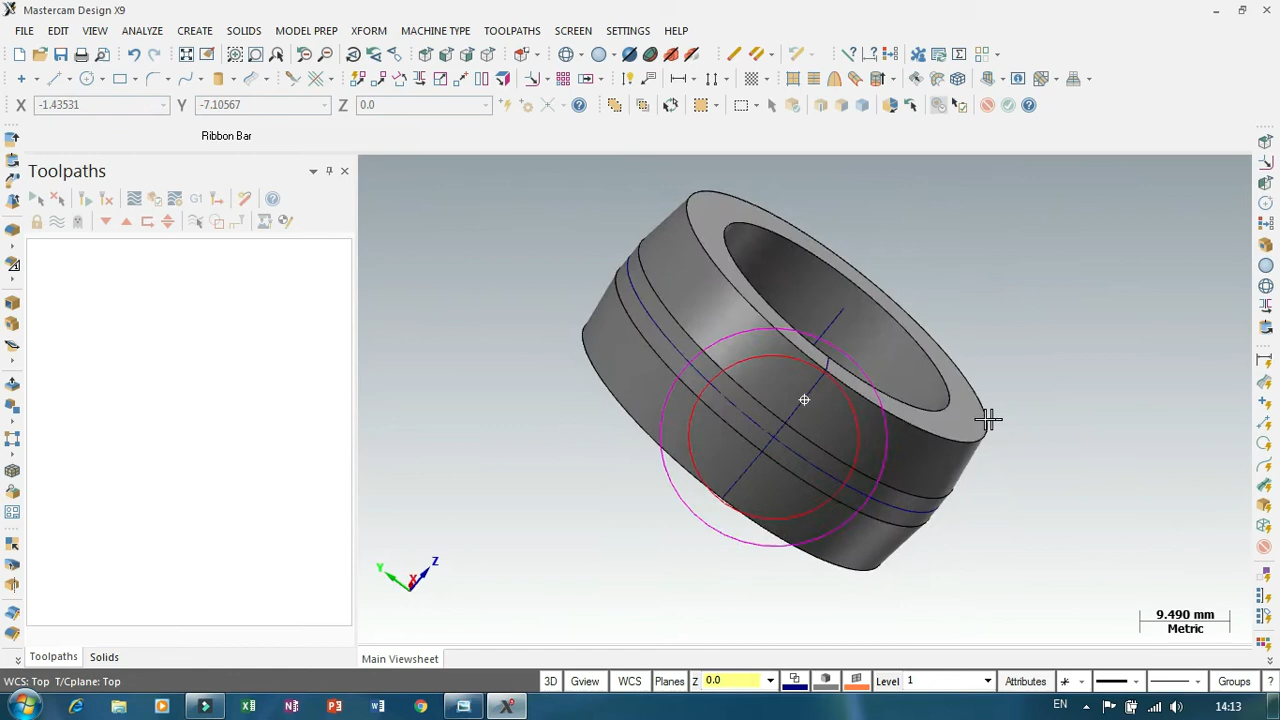 Mastercam Design X9
FILE EDIT VIEW ANALYZE CREATE SOLIDS MODEL PREP XFORM MACHINE TYPE TOOLPATHS SCREEN SETTINGS HELP
X -1.43531 Y -7.10567 Z 0.0
Ribbon Bar
Toolpaths
G1
Y X Z
9.490 mm
Metric
Toolpaths Solids
Main Viewsheet
WCS: Top T/Cplane: Top 3D Gview WCS Planes Z 0.0 Level 1 Attributes Groups ?
EN 14:13